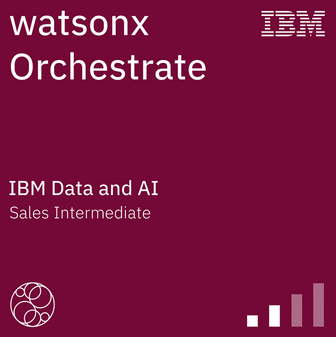 watsonx
IBM
Orchestrate
IBM Data and AI
Sales Intermediate